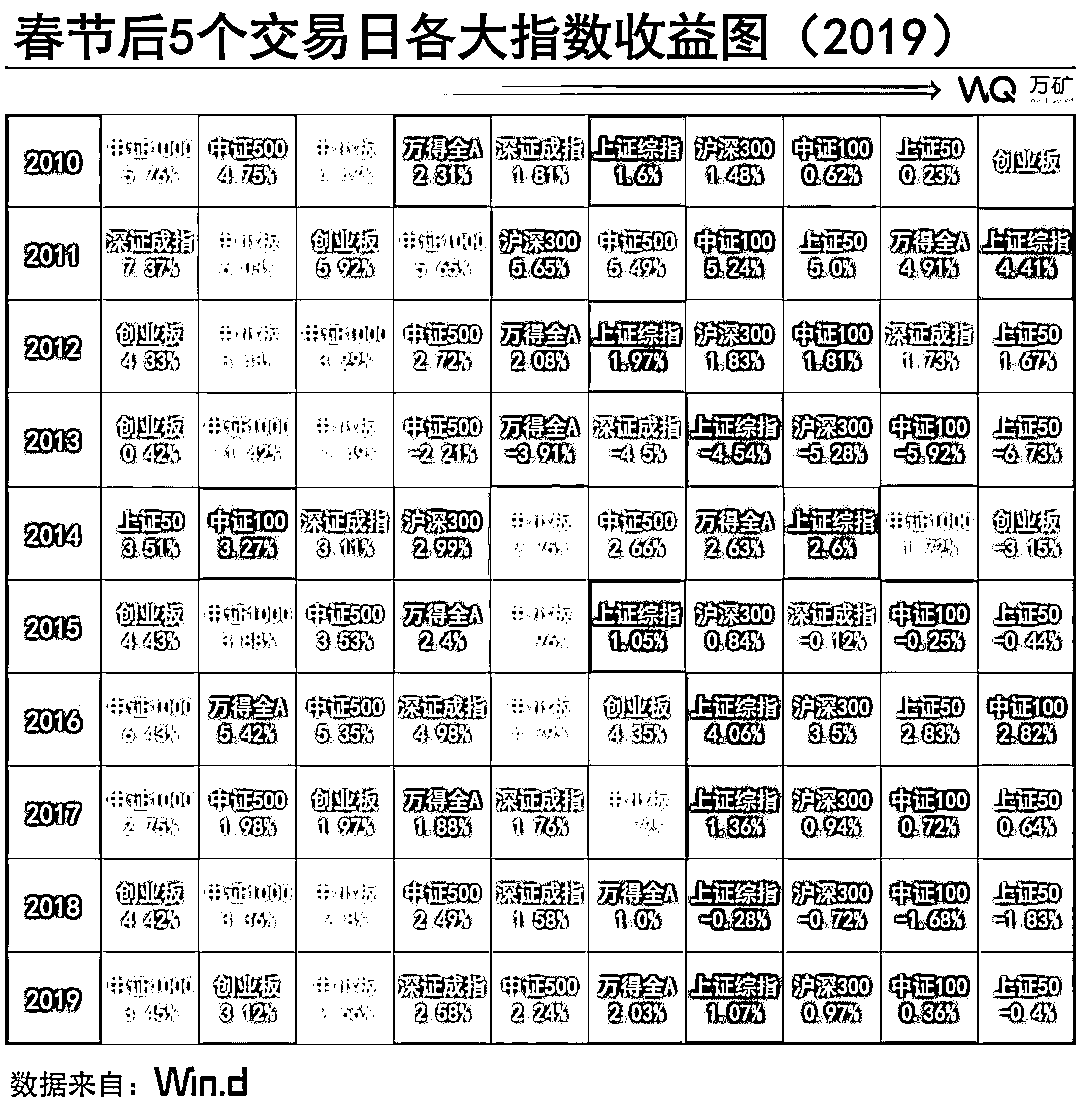 春节后5个交易日各大指数收益图（2019）
WQ 万矿
2010 中证1000 中证500 中小板 万得全A 深证成指 上证综指 沪深300 中证100 上证50 创业板
5.76% 4.75% 2.31% 1.81% 1.6% 1.48% 0.62% 0.23%
2011 深证成指 中小板 创业板 中证1000 沪深300 中证500 中证100 上证50 万得全A 上证综指
7.37% 5.92% 5.65% 5.65% 5.49% 5.24% 5.0% 4.91% 4.41%
2012 创业板 中小板 中证1000 中证500 万得全A 上证综指 沪深300 中证100 深证成指 上证50
4.33% 2.72% 2.08% 1.97% 1.83% 1.81% 1.73% 1.67%
2013 创业板 中证1000 中小板 中证500 万得全A 深证成指 上证综指 沪深300 中证100 上证50
0.42% -2.21% -3.91% -4.5% -4.54% -5.28% -5.92% -6.73%
2014 上证50 中证100 深证成指 沪深300 中小板 中证500 万得全A 上证综指 中证1000 创业板
3.51% 3.27% 3.11% 2.99% 2.66% 2.63% 2.6% 1.72% -3.15%
2015 创业板 中证1000 中证500 万得全A 中小板 上证综指 沪深300 深证成指 中证100 上证50
4.43% 3.88% 3.53% 2.4% 1.05% 0.84% -0.12% -0.25% -0.44%
2016 中证1000 万得全A 中证500 深证成指 中小板 创业板 上证综指 沪深300 上证50 中证100
6.43% 5.42% 5.35% 4.98% 4.35% 4.06% 3.5% 2.83% 2.82%
2017 中证1000 中证500 创业板 万得全A 深证成指 中小板 上证综指 沪深300 中证100 上证50
2.75% 1.98% 1.97% 1.88% 1.76% 1.36% 0.94% 0.72% 0.64%
2018 创业板 中证1000 中小板 中证500 深证成指 万得全A 上证综指 沪深300 中证100 上证50
4.42% 3.36% 2.49% 1.58% 1.0% -0.28% -0.72% -1.68% -1.83%
2019 中证1000 创业板 中小板 深证成指 中证500 万得全A 上证综指 沪深300 中证100 上证50
3.45% 3.12% 2.58% 2.24% 2.03% 1.07% 0.97% 0.36% -0.4%
数据来自：Win.d